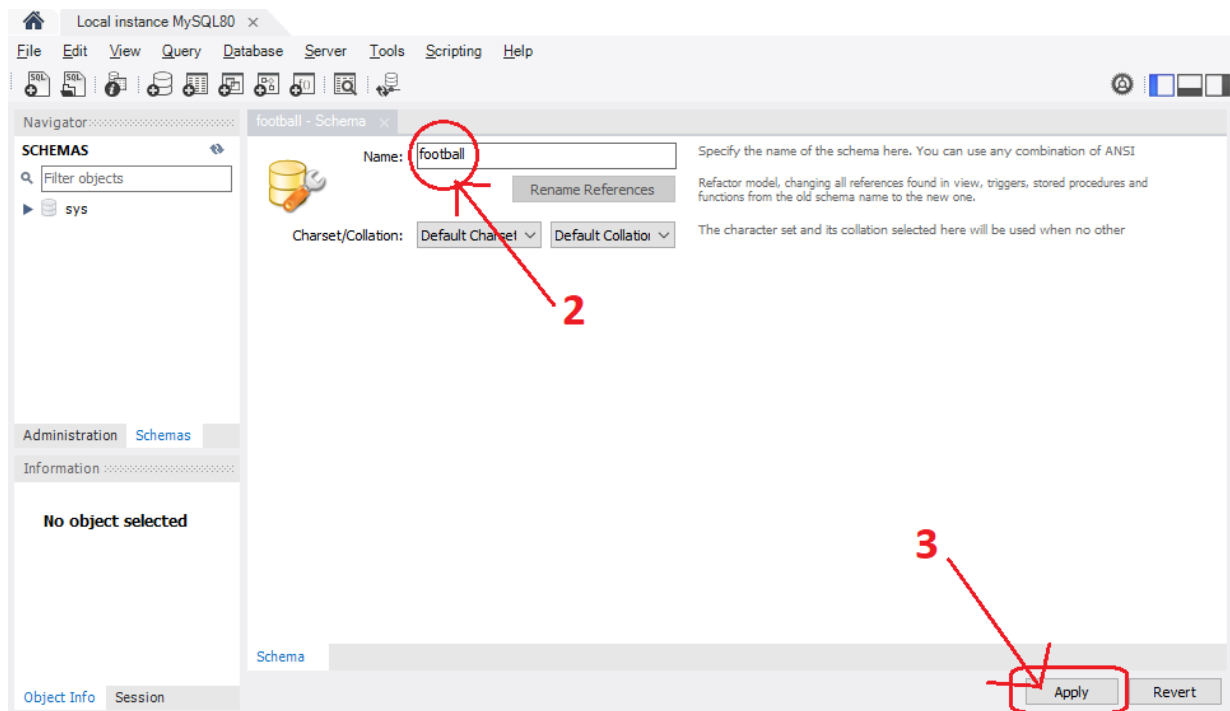 Local instance MySQL80 ×
File Edit View Query Database Server Tools Scripting Help
SQL SQL
Navigator
football - Schema ×
SCHEMAS
Filter objects
sys
Name: football
Specify the name of the schema here. You can use any combination of ANSI
Rename References
Refactor model, changing all references found in view, triggers, stored procedures and
functions from the old schema name to the new one.
Charset/Collation: Default Charset Default Collation
The character set and its collation selected here will be used when no other
2
Administration Schemas
Information
No object selected
3
Schema
Apply Revert
Object Info Session